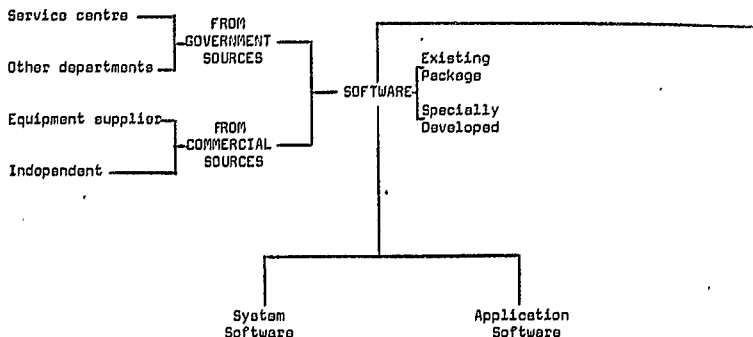 Service centre
FROM
GOVERNMENT
SOURCES
Other departments
Existing
Package
SOFTWARE
Specially
Developed
Equipment supplier
FROM
COMMERCIAL
SOURCES
Independent
System
Software
Application
Software